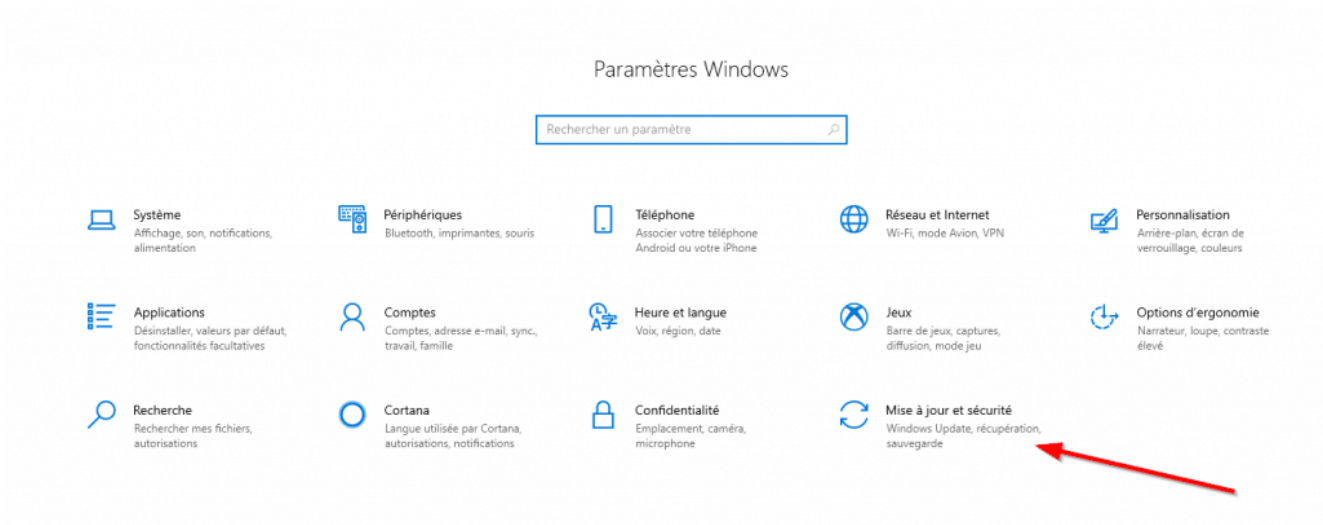 Paramètres Windows
Rechercher un paramètre
Système
Affichage, son, notifications,
alimentation
Périphériques
Bluetooth, imprimantes, souris
Téléphone
Associer votre téléphone
Android ou votre iPhone
Réseau et Internet
Wi-Fi, mode Avion, VPN
Personnalisation
Arrière-plan, écran de
verrouillage, couleurs
Applications
Désinstaller, valeurs par défaut,
fonctionnalités facultatives
Comptes
Comptes, adresse e-mail, sync.,
travail, famille
Heure et langue
Voix, région, date
Jeux
Barre de jeux, captures,
diffusion, mode jeu
Options d'ergonomie
Narrateur, loupe, contraste
élevé
Recherche
Rechercher mes fichiers,
autorisations
Cortana
Langue utilisée par Cortana,
autorisations, notifications
Confidentialité
Emplacement, caméra,
microphone
Mise à jour et sécurité
Windows Update, récupération,
sauvegarde